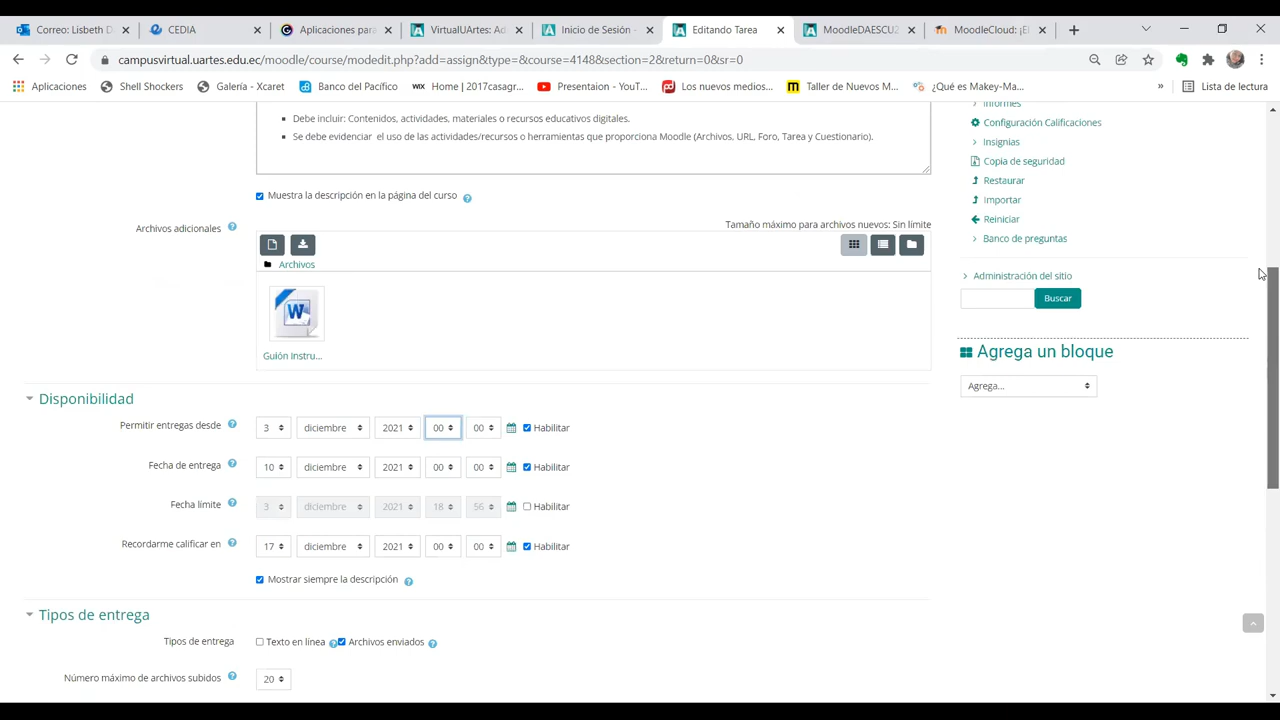 Correo: Lisbeth D
CEDIA
Aplicaciones para
VirtualUArtes: Ad
Inicio de Sesión -
Editando Tarea
MoodleDAESCU2
MoodleCloud: ¡El
campusvirtual.uartes.edu.ec/moodle/course/modedit.php?add=assign&type=&course=4148&section=2&return=0&sr=0
Aplicaciones
Shell Shockers
Galería - Xcaret
Banco del Pacífico
WIX Home | 2017casagr...
Presentaion - YouT...
Los nuevos medios...
Taller de Nuevos M...
¿Qué es Makey-Ma...
»
Lista de lectura
Debe incluir: Contenidos, actividades, materiales o recursos educativos digitales.
Se debe evidenciar el uso de las actividades/recursos o herramientas que proporciona Moodle (Archivos, URL, Foro, Tarea y Cuestionario).
Muestra la descripción en la página del curso
Archivos adicionales
Tamaño máximo para archivos nuevos: Sin límite
Archivos
Guión Instru...
Disponibilidad
Permitir entregas desde 3 diciembre 2021 00 00 Habilitar
Fecha de entrega 10 diciembre 2021 00 00 Habilitar
Fecha límite 3 diciembre 2021 18 56 Habilitar
Recordarme calificar en 17 diciembre 2021 00 00 Habilitar
Mostrar siempre la descripción
Tipos de entrega
Tipos de entrega Texto en línea Archivos enviados
Número máximo de archivos subidos 20
Informes
Configuración Calificaciones
Insignias
Copia de seguridad
Restaurar
Importar
Reiniciar
Banco de preguntas
Administración del sitio
Buscar
Agrega un bloque
Agrega...